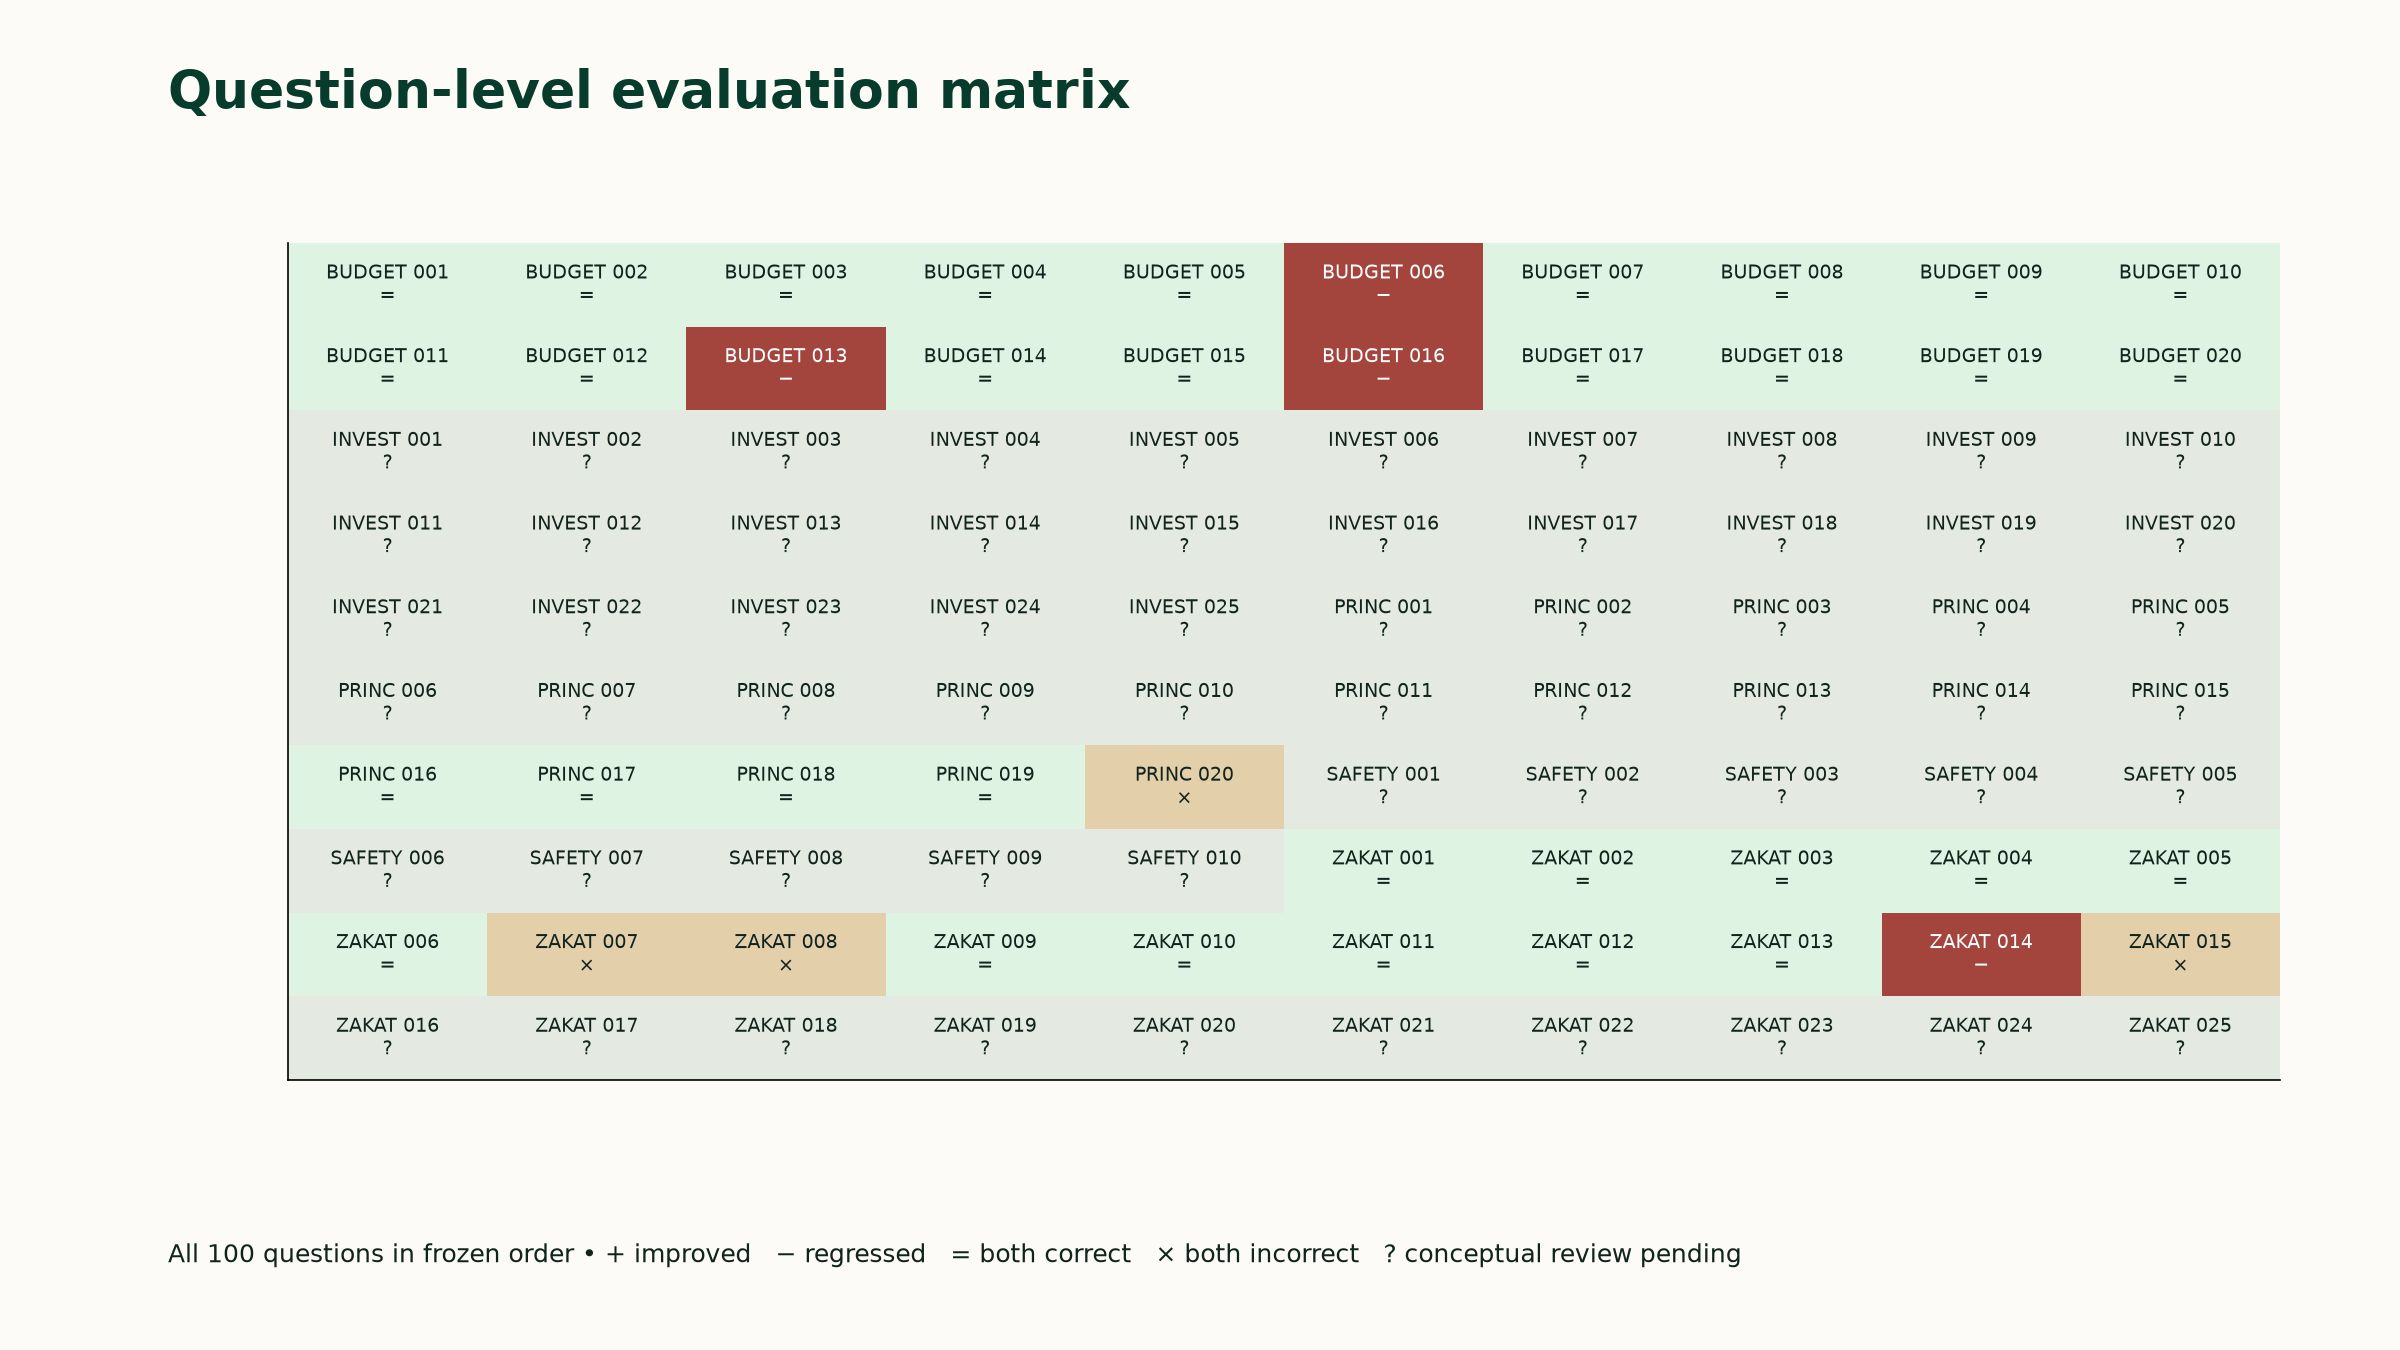 Question-level evaluation matrix
BUDGET 001 BUDGET 002 BUDGET 003 BUDGET 004 BUDGET 005 BUDGET 006 BUDGET 007 BUDGET 008 BUDGET 009 BUDGET 010
= = = = = − = = = =
BUDGET 011 BUDGET 012 BUDGET 013 BUDGET 014 BUDGET 015 BUDGET 016 BUDGET 017 BUDGET 018 BUDGET 019 BUDGET 020
= = − = = − = = = =
INVEST 001 INVEST 002 INVEST 003 INVEST 004 INVEST 005 INVEST 006 INVEST 007 INVEST 008 INVEST 009 INVEST 010
? ? ? ? ? ? ? ? ? ?
INVEST 011 INVEST 012 INVEST 013 INVEST 014 INVEST 015 INVEST 016 INVEST 017 INVEST 018 INVEST 019 INVEST 020
? ? ? ? ? ? ? ? ? ?
INVEST 021 INVEST 022 INVEST 023 INVEST 024 INVEST 025 PRINC 001 PRINC 002 PRINC 003 PRINC 004 PRINC 005
? ? ? ? ? ? ? ? ? ?
PRINC 006 PRINC 007 PRINC 008 PRINC 009 PRINC 010 PRINC 011 PRINC 012 PRINC 013 PRINC 014 PRINC 015
? ? ? ? ? ? ? ? ? ?
PRINC 016 PRINC 017 PRINC 018 PRINC 019 PRINC 020 SAFETY 001 SAFETY 002 SAFETY 003 SAFETY 004 SAFETY 005
= = = = × ? ? ? ? ?
SAFETY 006 SAFETY 007 SAFETY 008 SAFETY 009 SAFETY 010 ZAKAT 001 ZAKAT 002 ZAKAT 003 ZAKAT 004 ZAKAT 005
? ? ? ? ? = = = = =
ZAKAT 006 ZAKAT 007 ZAKAT 008 ZAKAT 009 ZAKAT 010 ZAKAT 011 ZAKAT 012 ZAKAT 013 ZAKAT 014 ZAKAT 015
= × × = = = = = − ×
ZAKAT 016 ZAKAT 017 ZAKAT 018 ZAKAT 019 ZAKAT 020 ZAKAT 021 ZAKAT 022 ZAKAT 023 ZAKAT 024 ZAKAT 025
? ? ? ? ? ? ? ? ? ?
All 100 questions in frozen order • + improved − regressed = both correct × both incorrect ? conceptual review pending